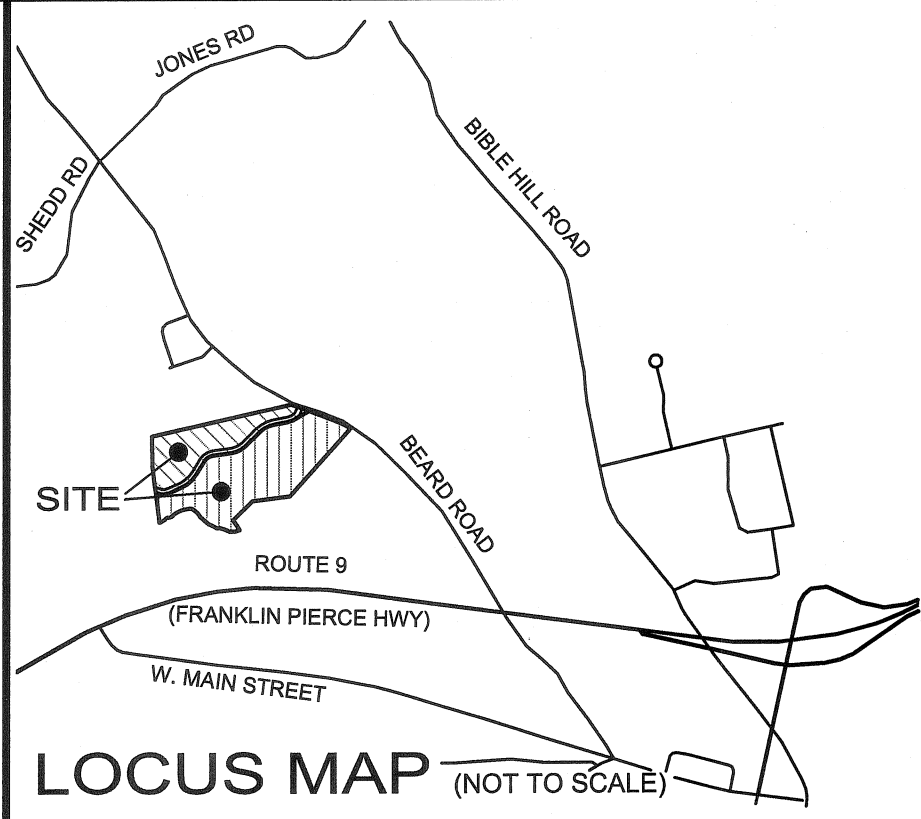 JONES RD
SHEDD RD
BIBLE HILL ROAD
BEARD ROAD
SITE
ROUTE 9
(FRANKLIN PIERCE HWY)
W. MAIN STREET
LOCUS MAP
(NOT TO SCALE)